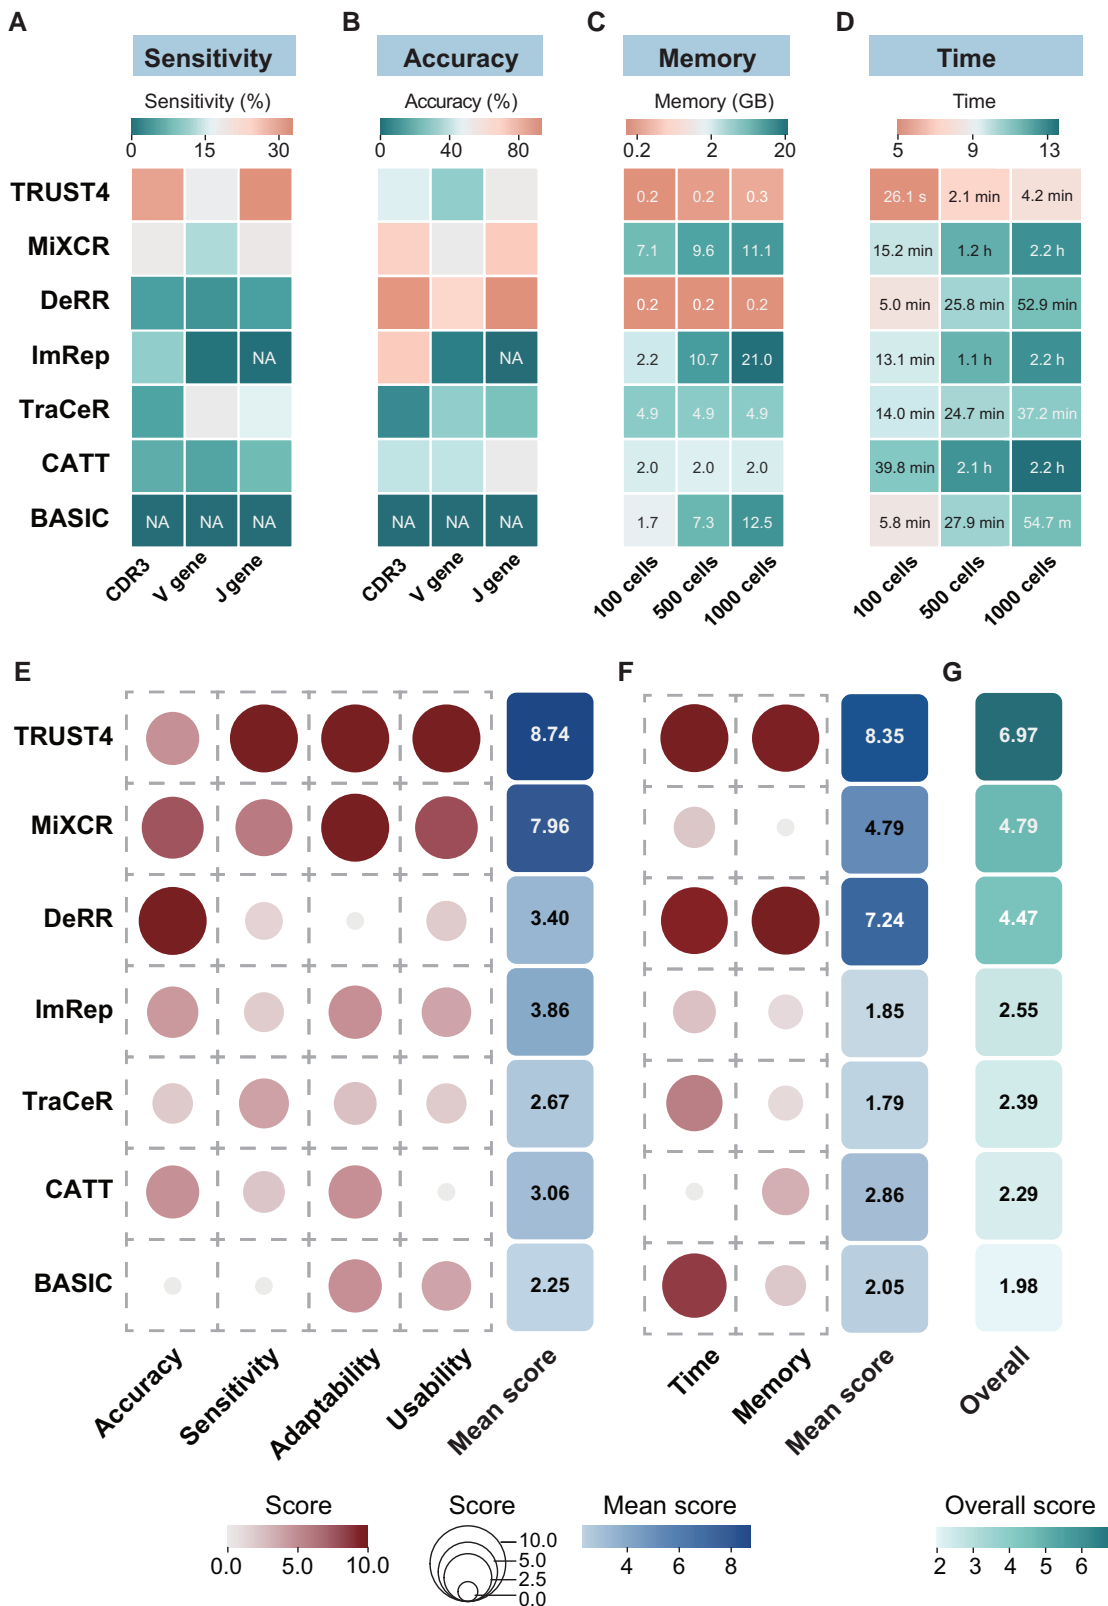 A B C D
Sensitivity Accuracy Memory Time
Sensitivity (%) Accuracy (%) Memory (GB) Time
0 15 30 0 40 80 0.2 2 20 5 9 13
TRUST4 0.2 0.2 0.3 26.1 s 2.1 min 4.2 min
MiXCR 7.1 9.6 11.1 15.2 min 1.2 h 2.2 h
DeRR 0.2 0.2 0.2 5.0 min 25.8 min 52.9 min
ImRep NA NA 2.2 10.7 21.0 13.1 min 1.1 h 2.2 h
TraCeR 4.9 4.9 4.9 14.0 min 24.7 min 37.2 min
CATT 2.0 2.0 2.0 39.8 min 2.1 h 2.2 h
BASIC NA NA NA NA NA NA 1.7 7.3 12.5 5.8 min 27.9 min 54.7 m
CDR3 V gene J gene CDR3 V gene J gene 100 cells 500 cells 1000 cells 100 cells 500 cells 1000 cells
E F G
TRUST4 8.74 8.35 6.97
MiXCR 7.96 4.79 4.79
DeRR 3.40 7.24 4.47
ImRep 3.86 1.85 2.55
TraCeR 2.67 1.79 2.39
CATT 3.06 2.86 2.29
BASIC 2.25 2.05 1.98
Accuracy Sensitivity Adaptability Usability Mean score Time Memory Mean score Overall
Score Score Mean score Overall score
0.0 5.0 10.0 10.0 5.0 2.5 0.0 4 6 8 2 3 4 5 6